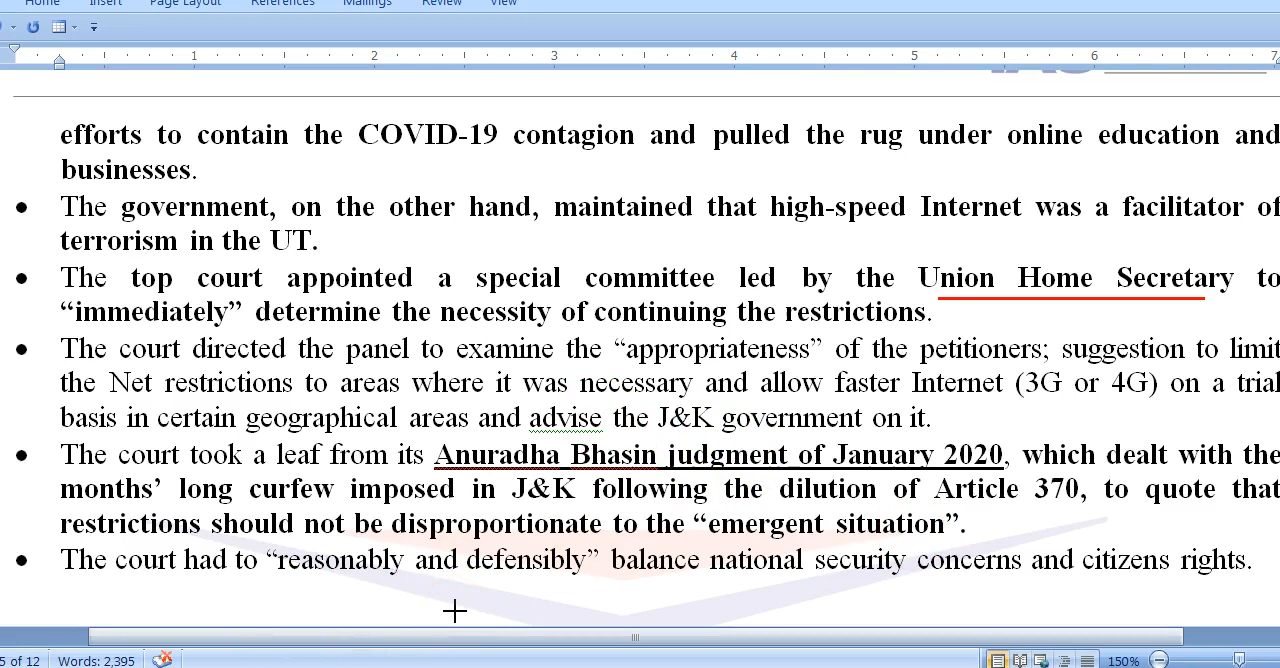 Home Insert Page Layout References Mailings Review View
1 2 3 4 5 6 7
efforts to contain the COVID-19 contagion and pulled the rug under online education and
businesses.
● The government, on the other hand, maintained that high-speed Internet was a facilitator of
terrorism in the UT.
● The top court appointed a special committee led by the Union Home Secretary to
“immediately” determine the necessity of continuing the restrictions.
● The court directed the panel to examine the “appropriateness” of the petitioners; suggestion to limit
the Net restrictions to areas where it was necessary and allow faster Internet (3G or 4G) on a trial
basis in certain geographical areas and advise the J&K government on it.
● The court took a leaf from its Anuradha Bhasin judgment of January 2020, which dealt with the
months’ long curfew imposed in J&K following the dilution of Article 370, to quote that
restrictions should not be disproportionate to the “emergent situation”.
● The court had to “reasonably and defensibly” balance national security concerns and citizens rights.
5 of 12 Words: 2,395 150%